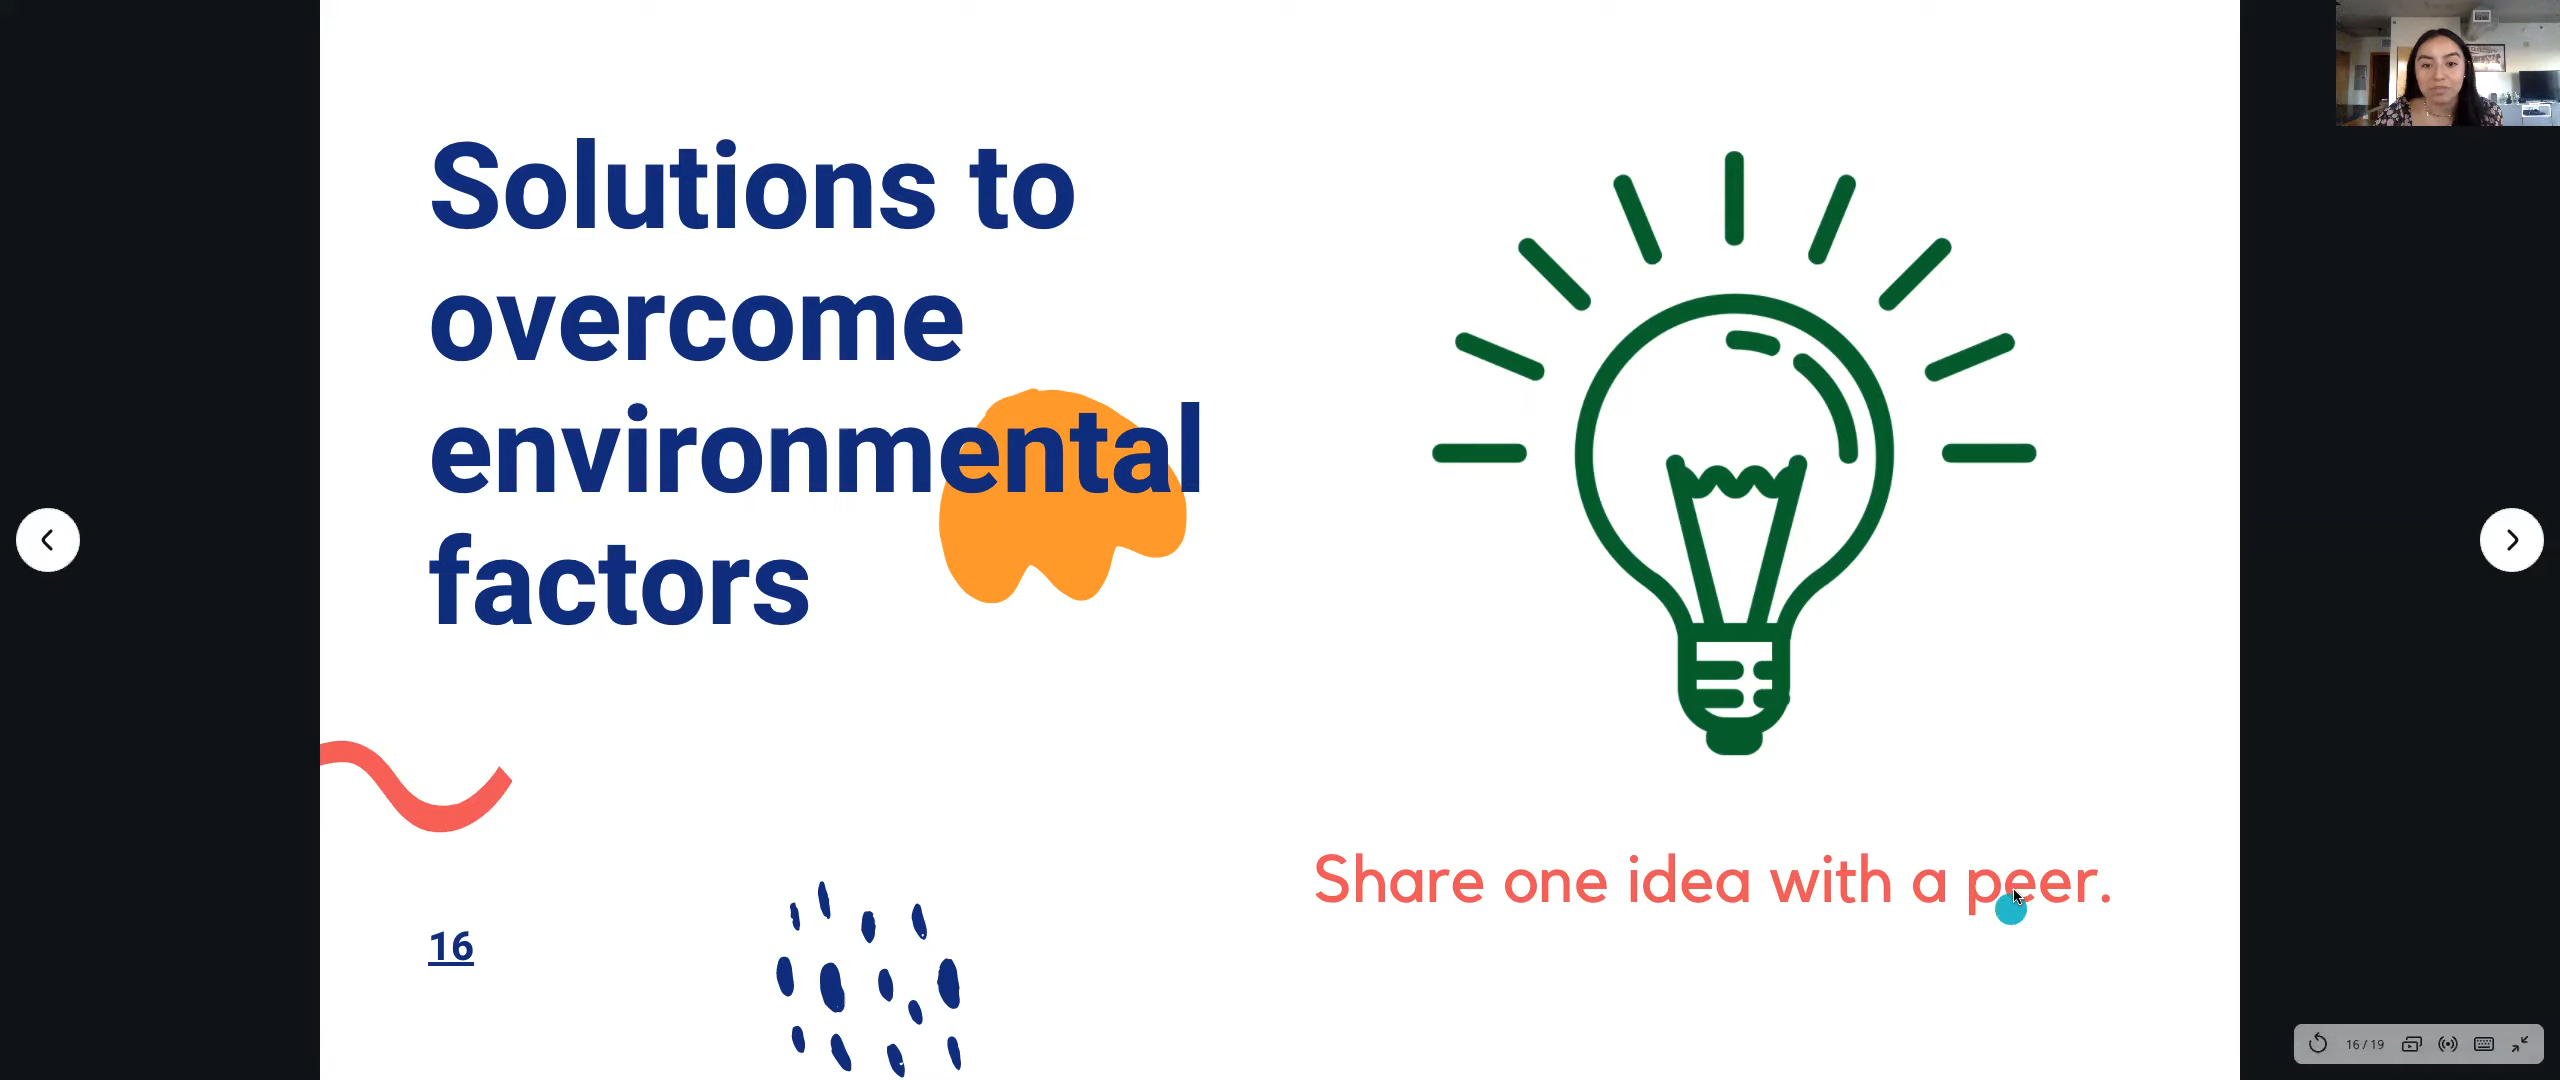 Solutions to
overcome
environmental
factors
Share one idea with a peer.
16
16 / 19